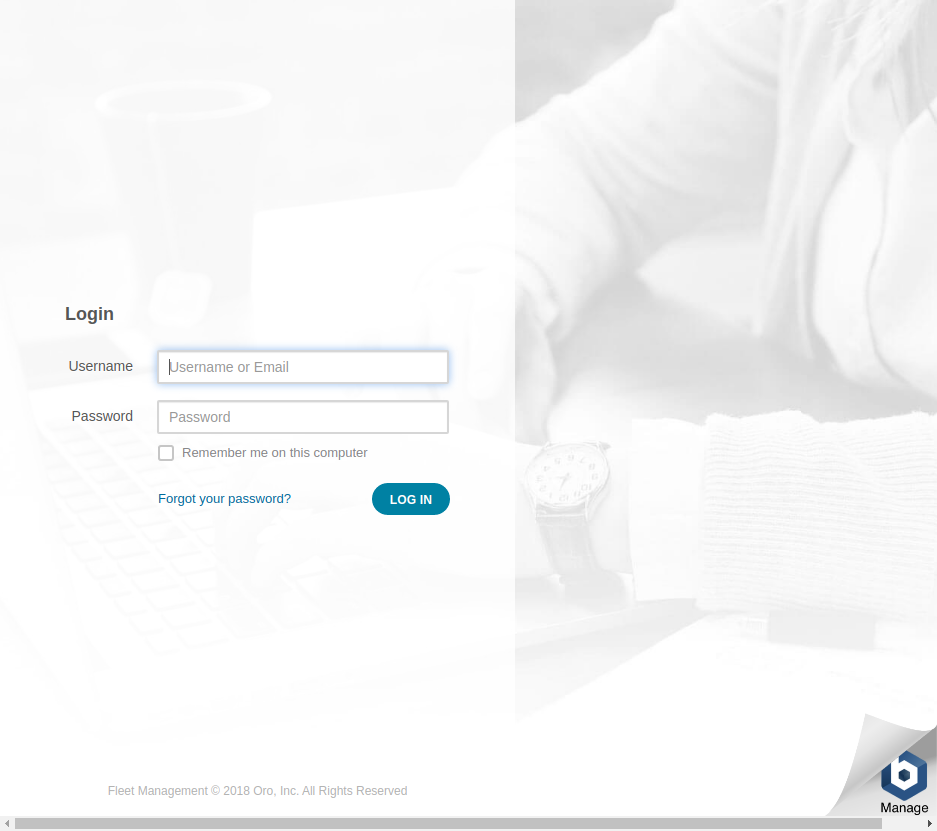 Login
Username
Username or Email
Password
Password
Remember me on this computer
Forgot your password?
LOG IN
Fleet Management © 2018 Oro, Inc. All Rights Reserved
Manage